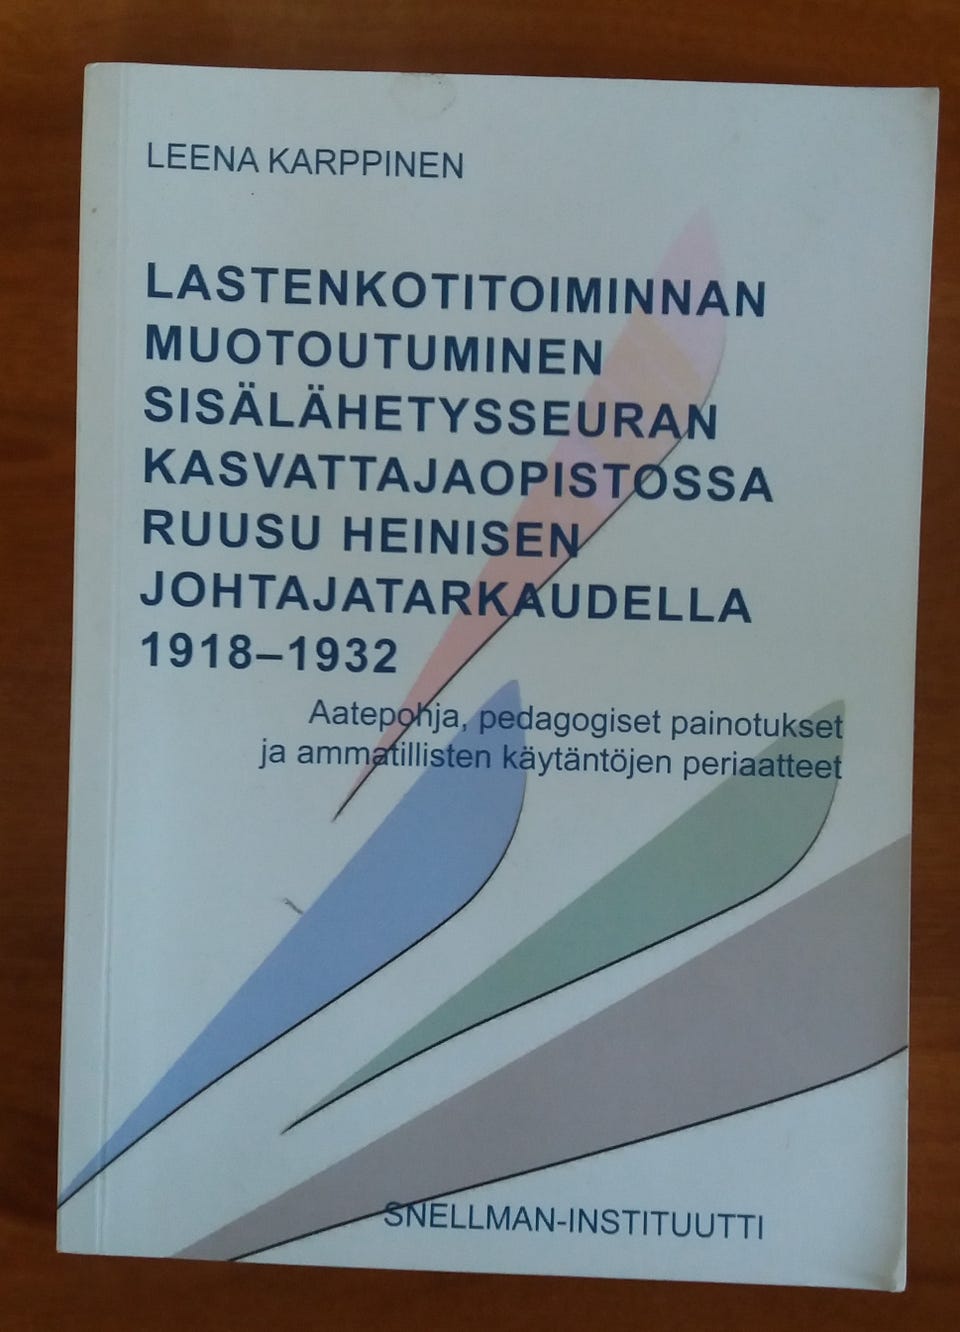 LEENA KARPPINEN
LASTENKOTITOIMINNAN
MUOTOUTUMINEN
SISÄLÄHETYSSEURAN
KASVATTAJAOPISTOSSA
RUUSU HEINISEN
JOHTAJATARKAUDELLA
1918–1932
Aatepohja, pedagogiset painotukset
ja ammatillisten käytäntöjen periaatteet
SNELLMAN-INSTITUUTTI